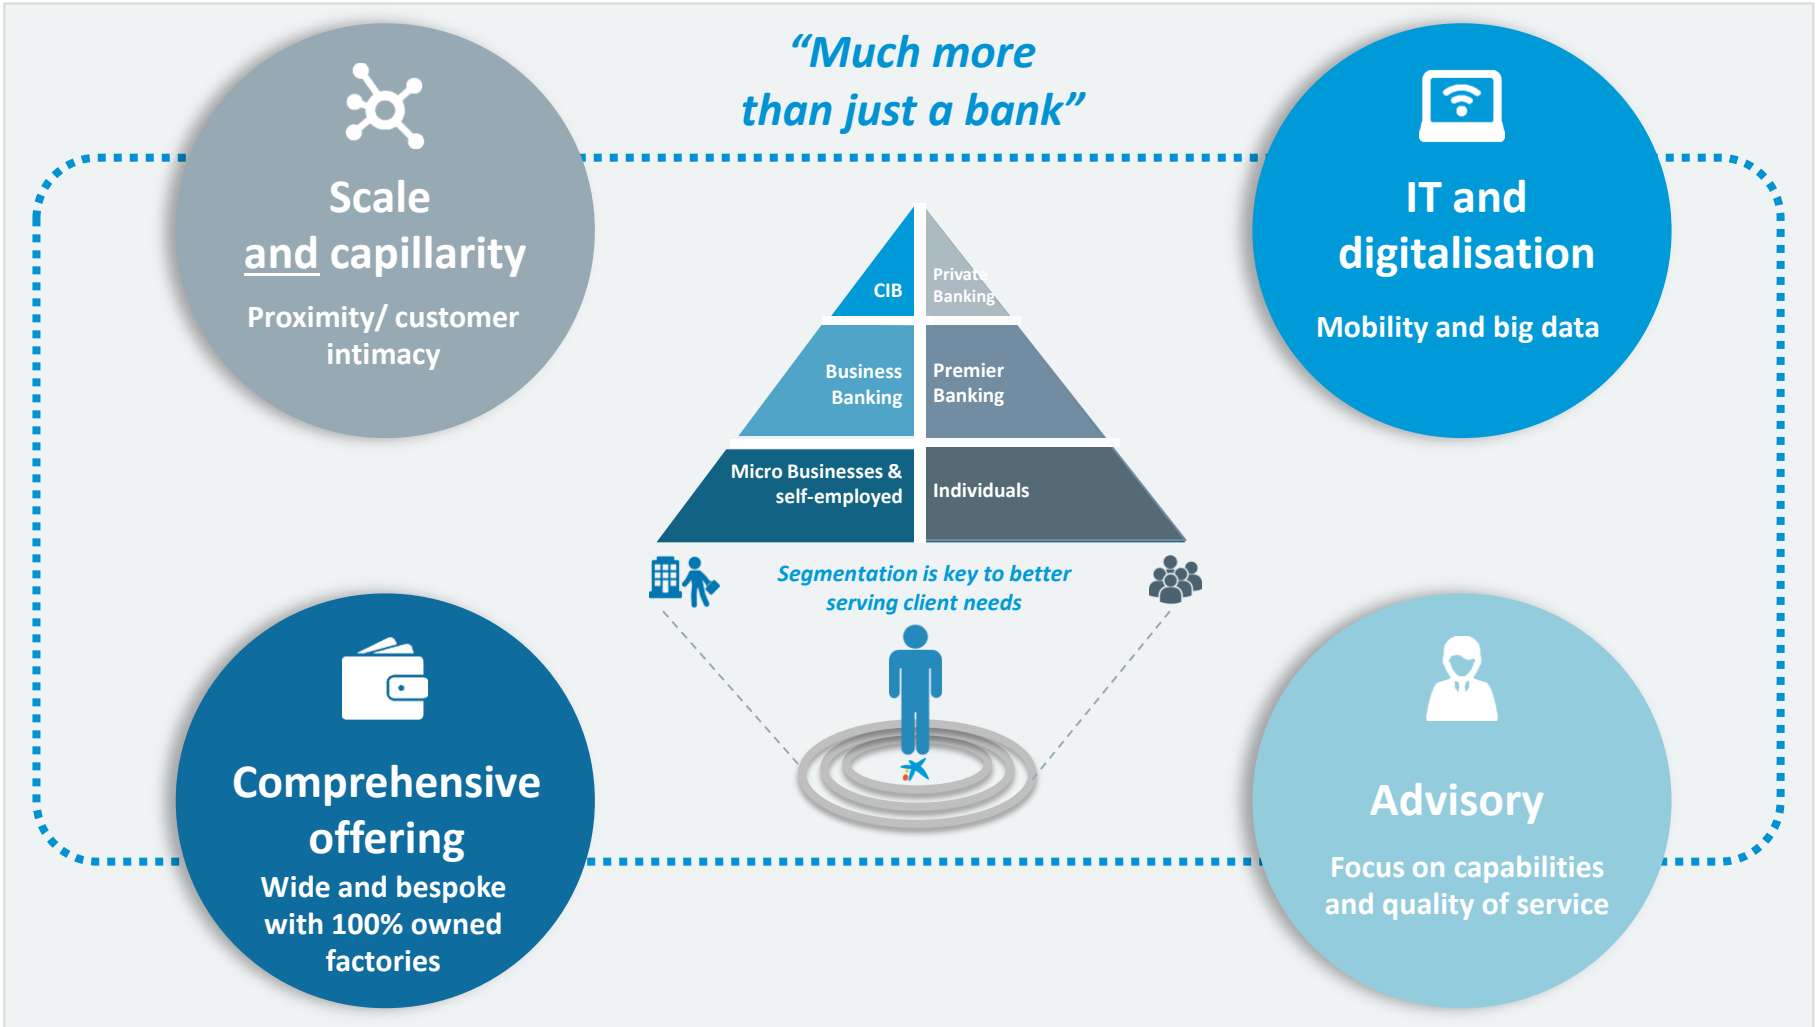 “Much more
than just a bank”
Scale
and capillarity
Proximity/ customer
intimacy
IT and
digitalisation
Mobility and big data
CIB
Private
Banking
Business
Banking
Premier
Banking
Micro Businesses &
self-employed
Individuals
Segmentation is key to better
serving client needs
Comprehensive
offering
Wide and bespoke
with 100% owned
factories
Advisory
Focus on capabilities
and quality of service